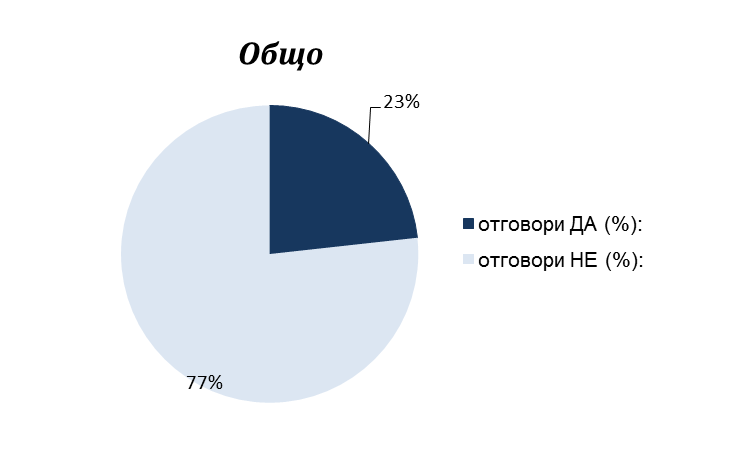 Общо
23%
отговори ДА (%):
отговори НЕ (%):
77%